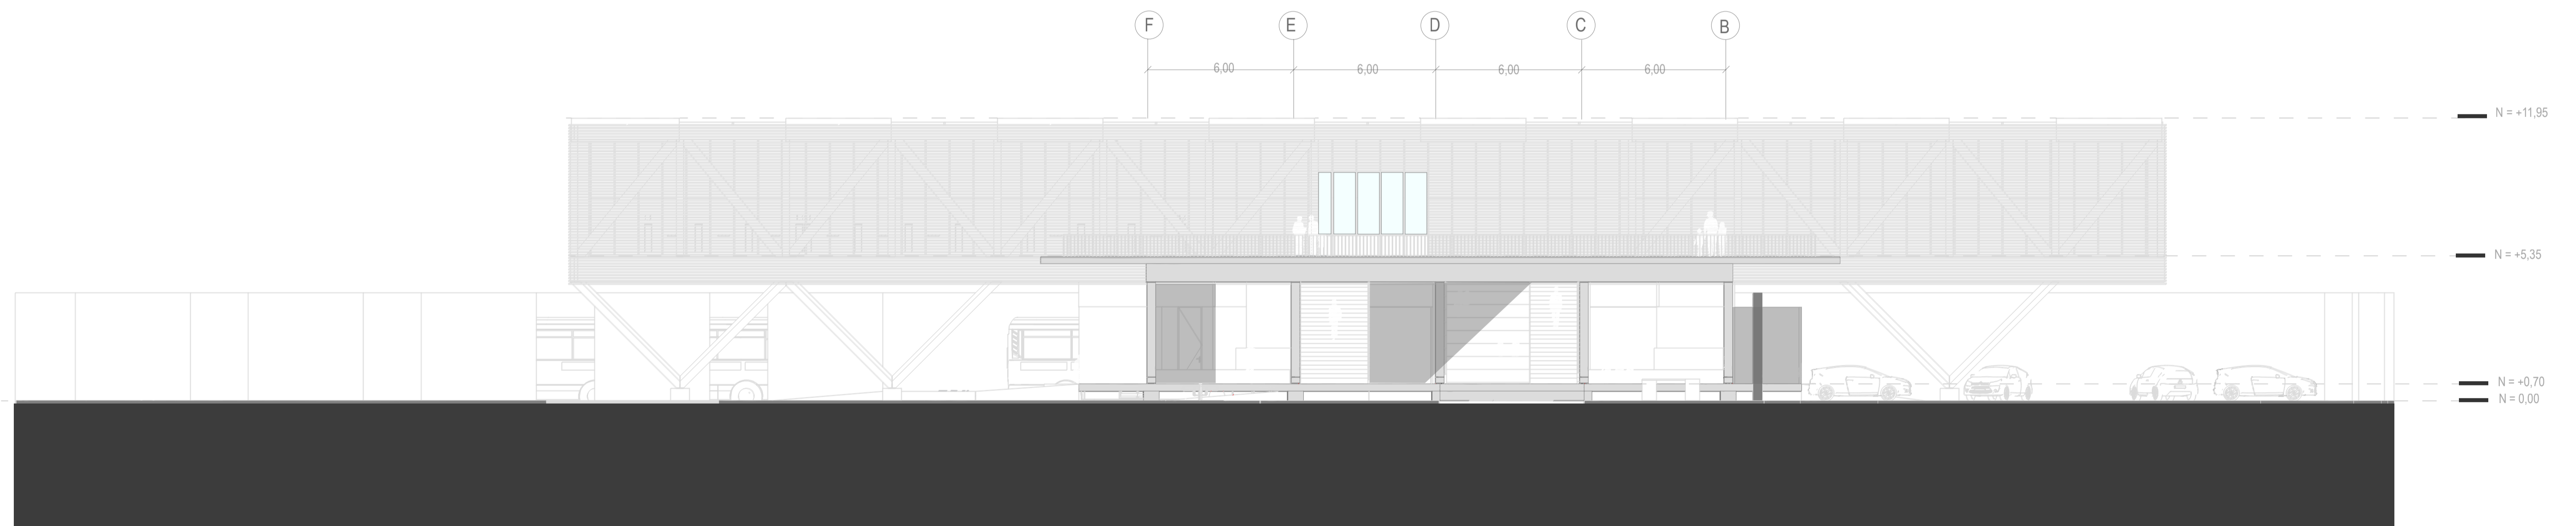 F E D C B
6,00 6,00 6,00 6,00
N = +11,95
N = +5,35
N = +0,70
N = 0,00